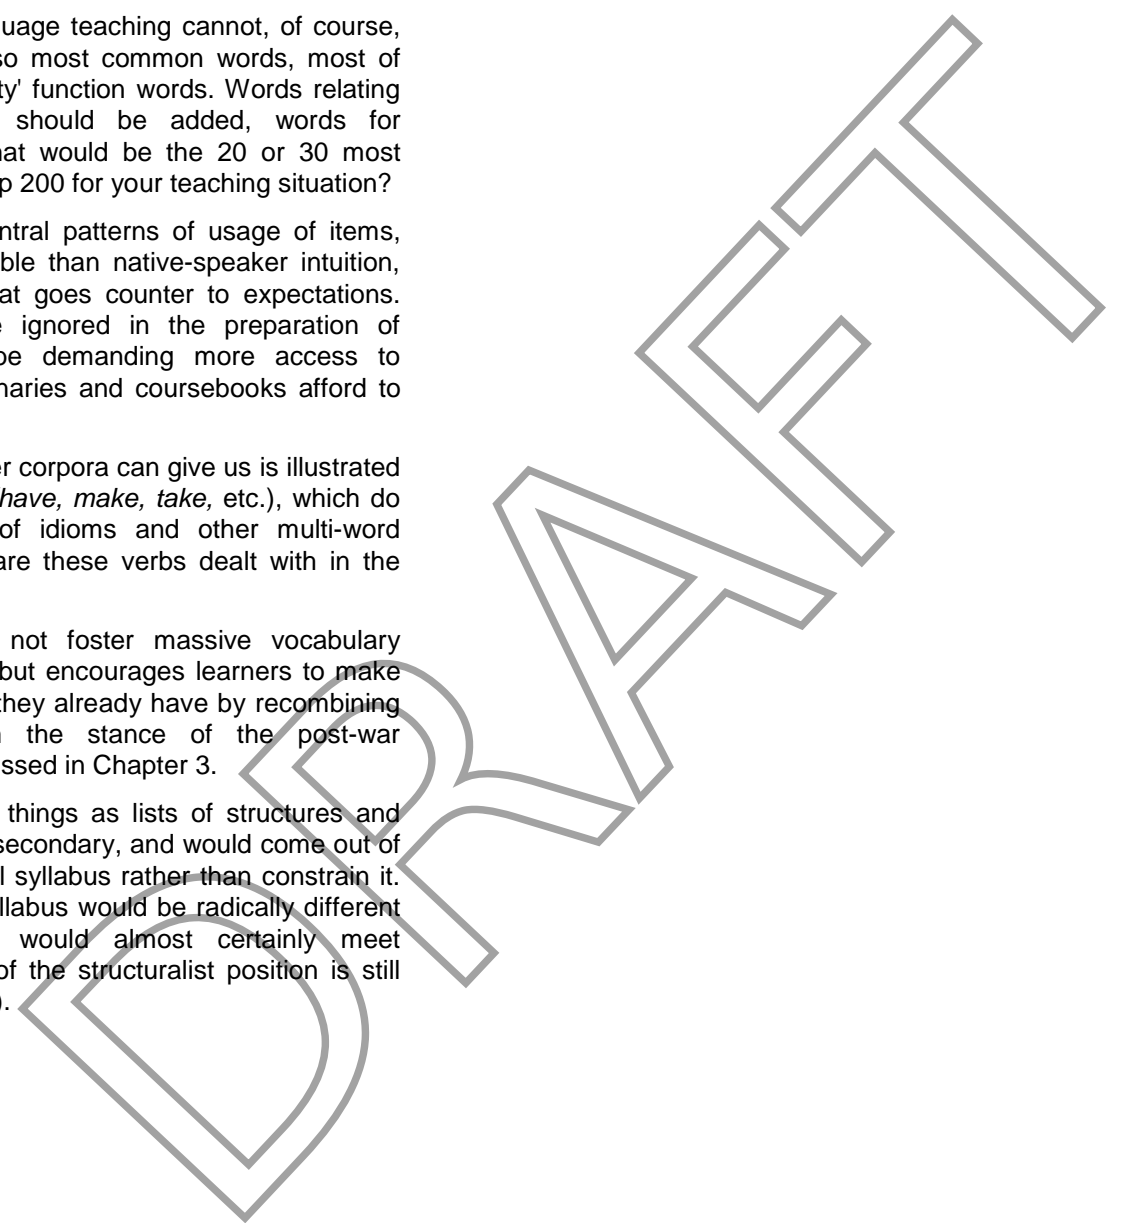 uage teaching cannot, of course,
so most common words, most of
ty' function words. Words relating
should be added, words for
nat would be the 20 or 30 most
p 200 for your teaching situation?
ntral patterns of usage of items,
ble than native-speaker intuition,
at goes counter to expectations.
e ignored in the preparation of
be demanding more access to
naries and coursebooks afford to
er corpora can give us is illustrated
have, make, take, etc.), which do
of idioms and other multi-word
are these verbs dealt with in the
not foster massive vocabulary
but encourages learners to make
they already have by recombining
the stance of the post-war
ssed in Chapter 3.
things as lists of structures and
secondary, and would come out of
l syllabus rather than constrain it.
llabus would be radically different
would almost certainly meet
of the structuralist position is still
).
DRAFT